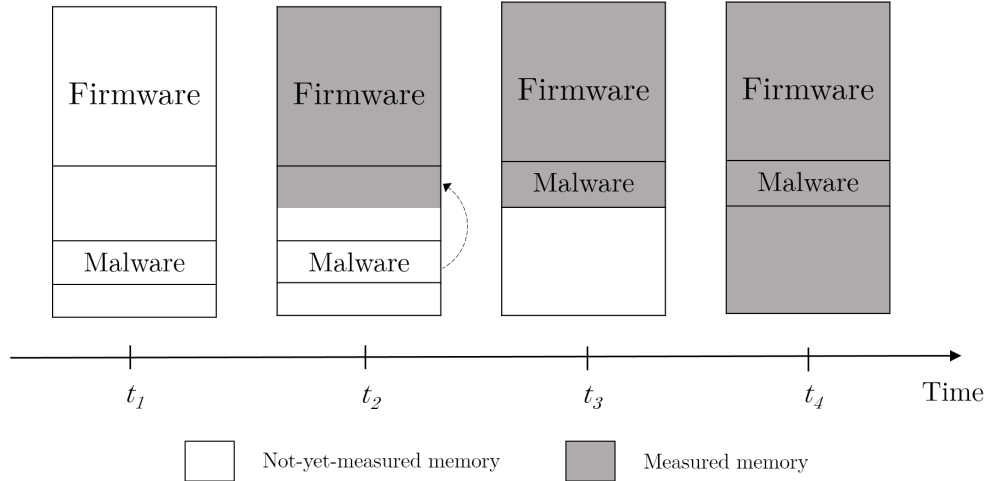 Firmware
Firmware
Firmware
Firmware
Malware
Malware
Malware
Malware
t1
t2
t3
t4
Time
Not-yet-measured memory
Measured memory